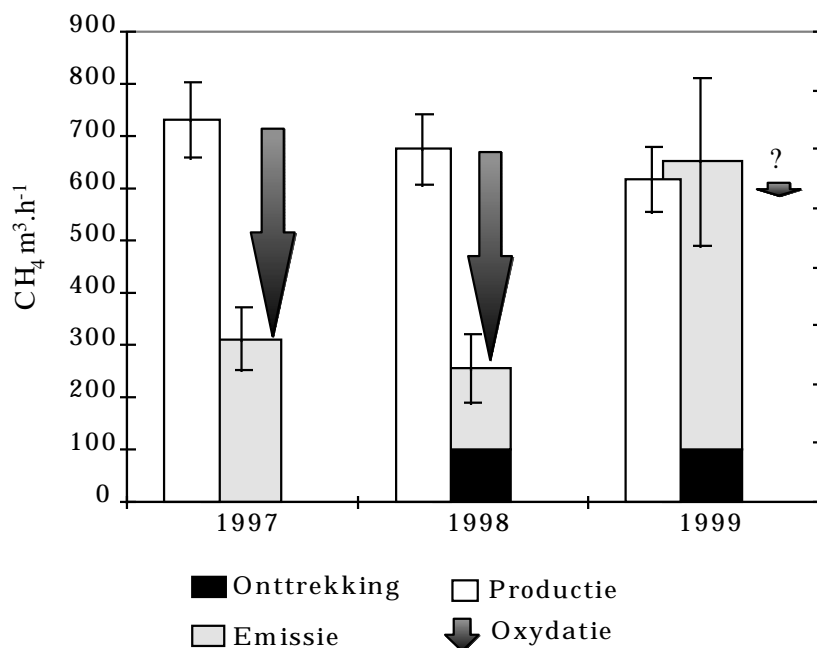 900
800
700
600
500
400
300
200
100
0
CH₄ m³.h⁻¹
?
1997 1998 1999
Onttrekking Productie
Emissie Oxydatie